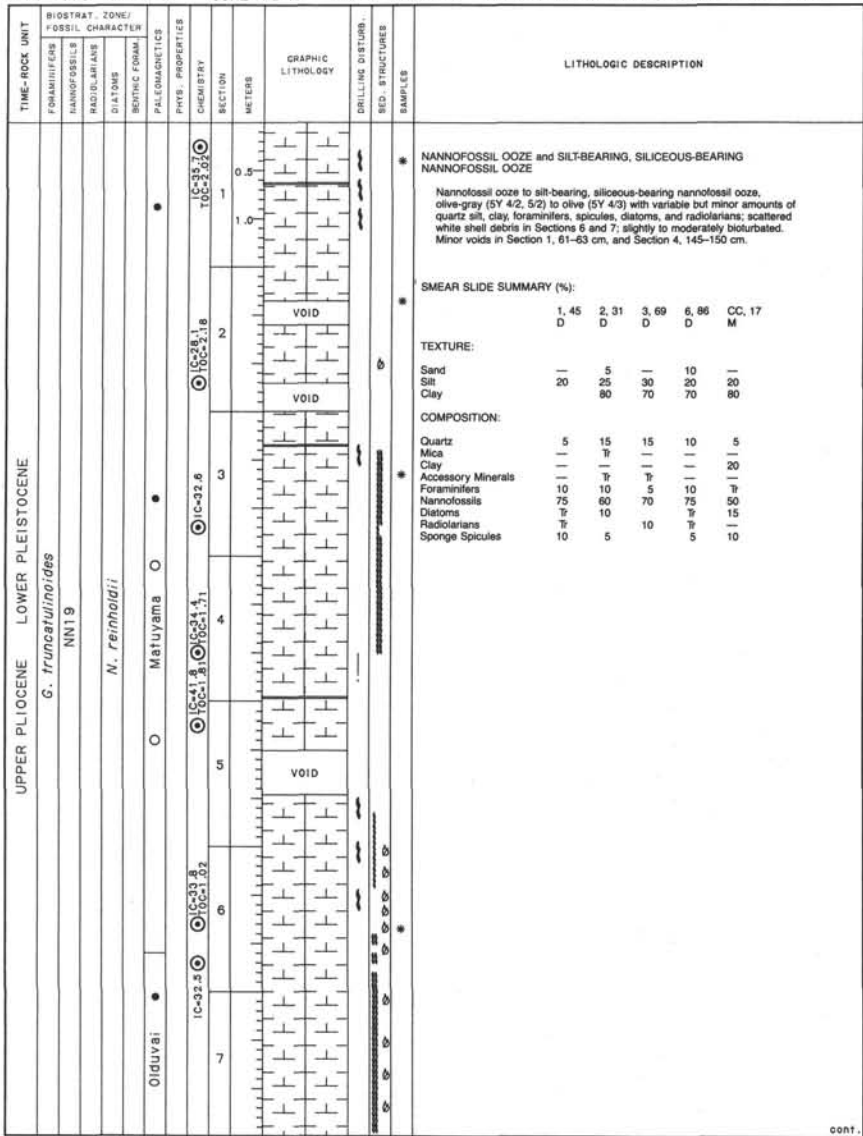 TIME-ROCK UNIT
BIOSTRAT. ZONE/
FOSSIL CHARACTER
FORAMINIFERS
NANNOFOSSILS
RADIOLARIANS
DIATOMS
BENTHIC FORAM.
PALEOMAGNETICS
PHYS. PROPERTIES
CHEMISTRY
SECTION
METERS
GRAPHIC
LITHOLOGY
DRILLING DISTURB.
SED. STRUCTURES
SAMPLES
LITHOLOGIC DESCRIPTION
UPPER PLIOCENE LOWER PLEISTOCENE
G. truncatulinoides
NN19
N. reinholdii
Matuyama
Olduvai
IC=35.7
TOC=2.02
IC=28.1
TOC=2.18
IC=32.6
IC=34.4
TOC=1.71
IC=41.8
TOC=1.81
IC=33.8
TOC=1.02
IC=32.5
1
2
3
4
5
6
7
0.5
1.0
VOID
VOID
VOID
*
*
*
*
NANNOFOSSIL OOZE and SILT-BEARING, SILICEOUS-BEARING
NANNOFOSSIL OOZE
Nannofossil ooze to silt-bearing, siliceous-bearing nannofossil ooze,
olive-gray (5Y 4/2, 5/2) to olive (5Y 4/3) with variable but minor amounts of
quartz silt, clay, foraminifers, spicules, diatoms, and radiolarians; scattered
white shell debris in Sections 6 and 7; slightly to moderately bioturbated.
Minor voids in Section 1, 61–63 cm, and Section 4, 145–150 cm.
SMEAR SLIDE SUMMARY (%):
1, 45 2, 31 3, 69 6, 86 CC, 17
D D D D M
TEXTURE:
Sand — 5 — 10 —
Silt 20 25 30 20 20
Clay 80 70 70 80
COMPOSITION:
Quartz 5 15 15 10 5
Mica — Tr — — —
Clay — — — — 20
Accessory Minerals — Tr Tr — —
Foraminifers 10 10 5 10 Tr
Nannofossils 75 60 70 75 50
Diatoms Tr 10 Tr 15
Radiolarians Tr 10 Tr —
Sponge Spicules 10 5 5 10
cont.